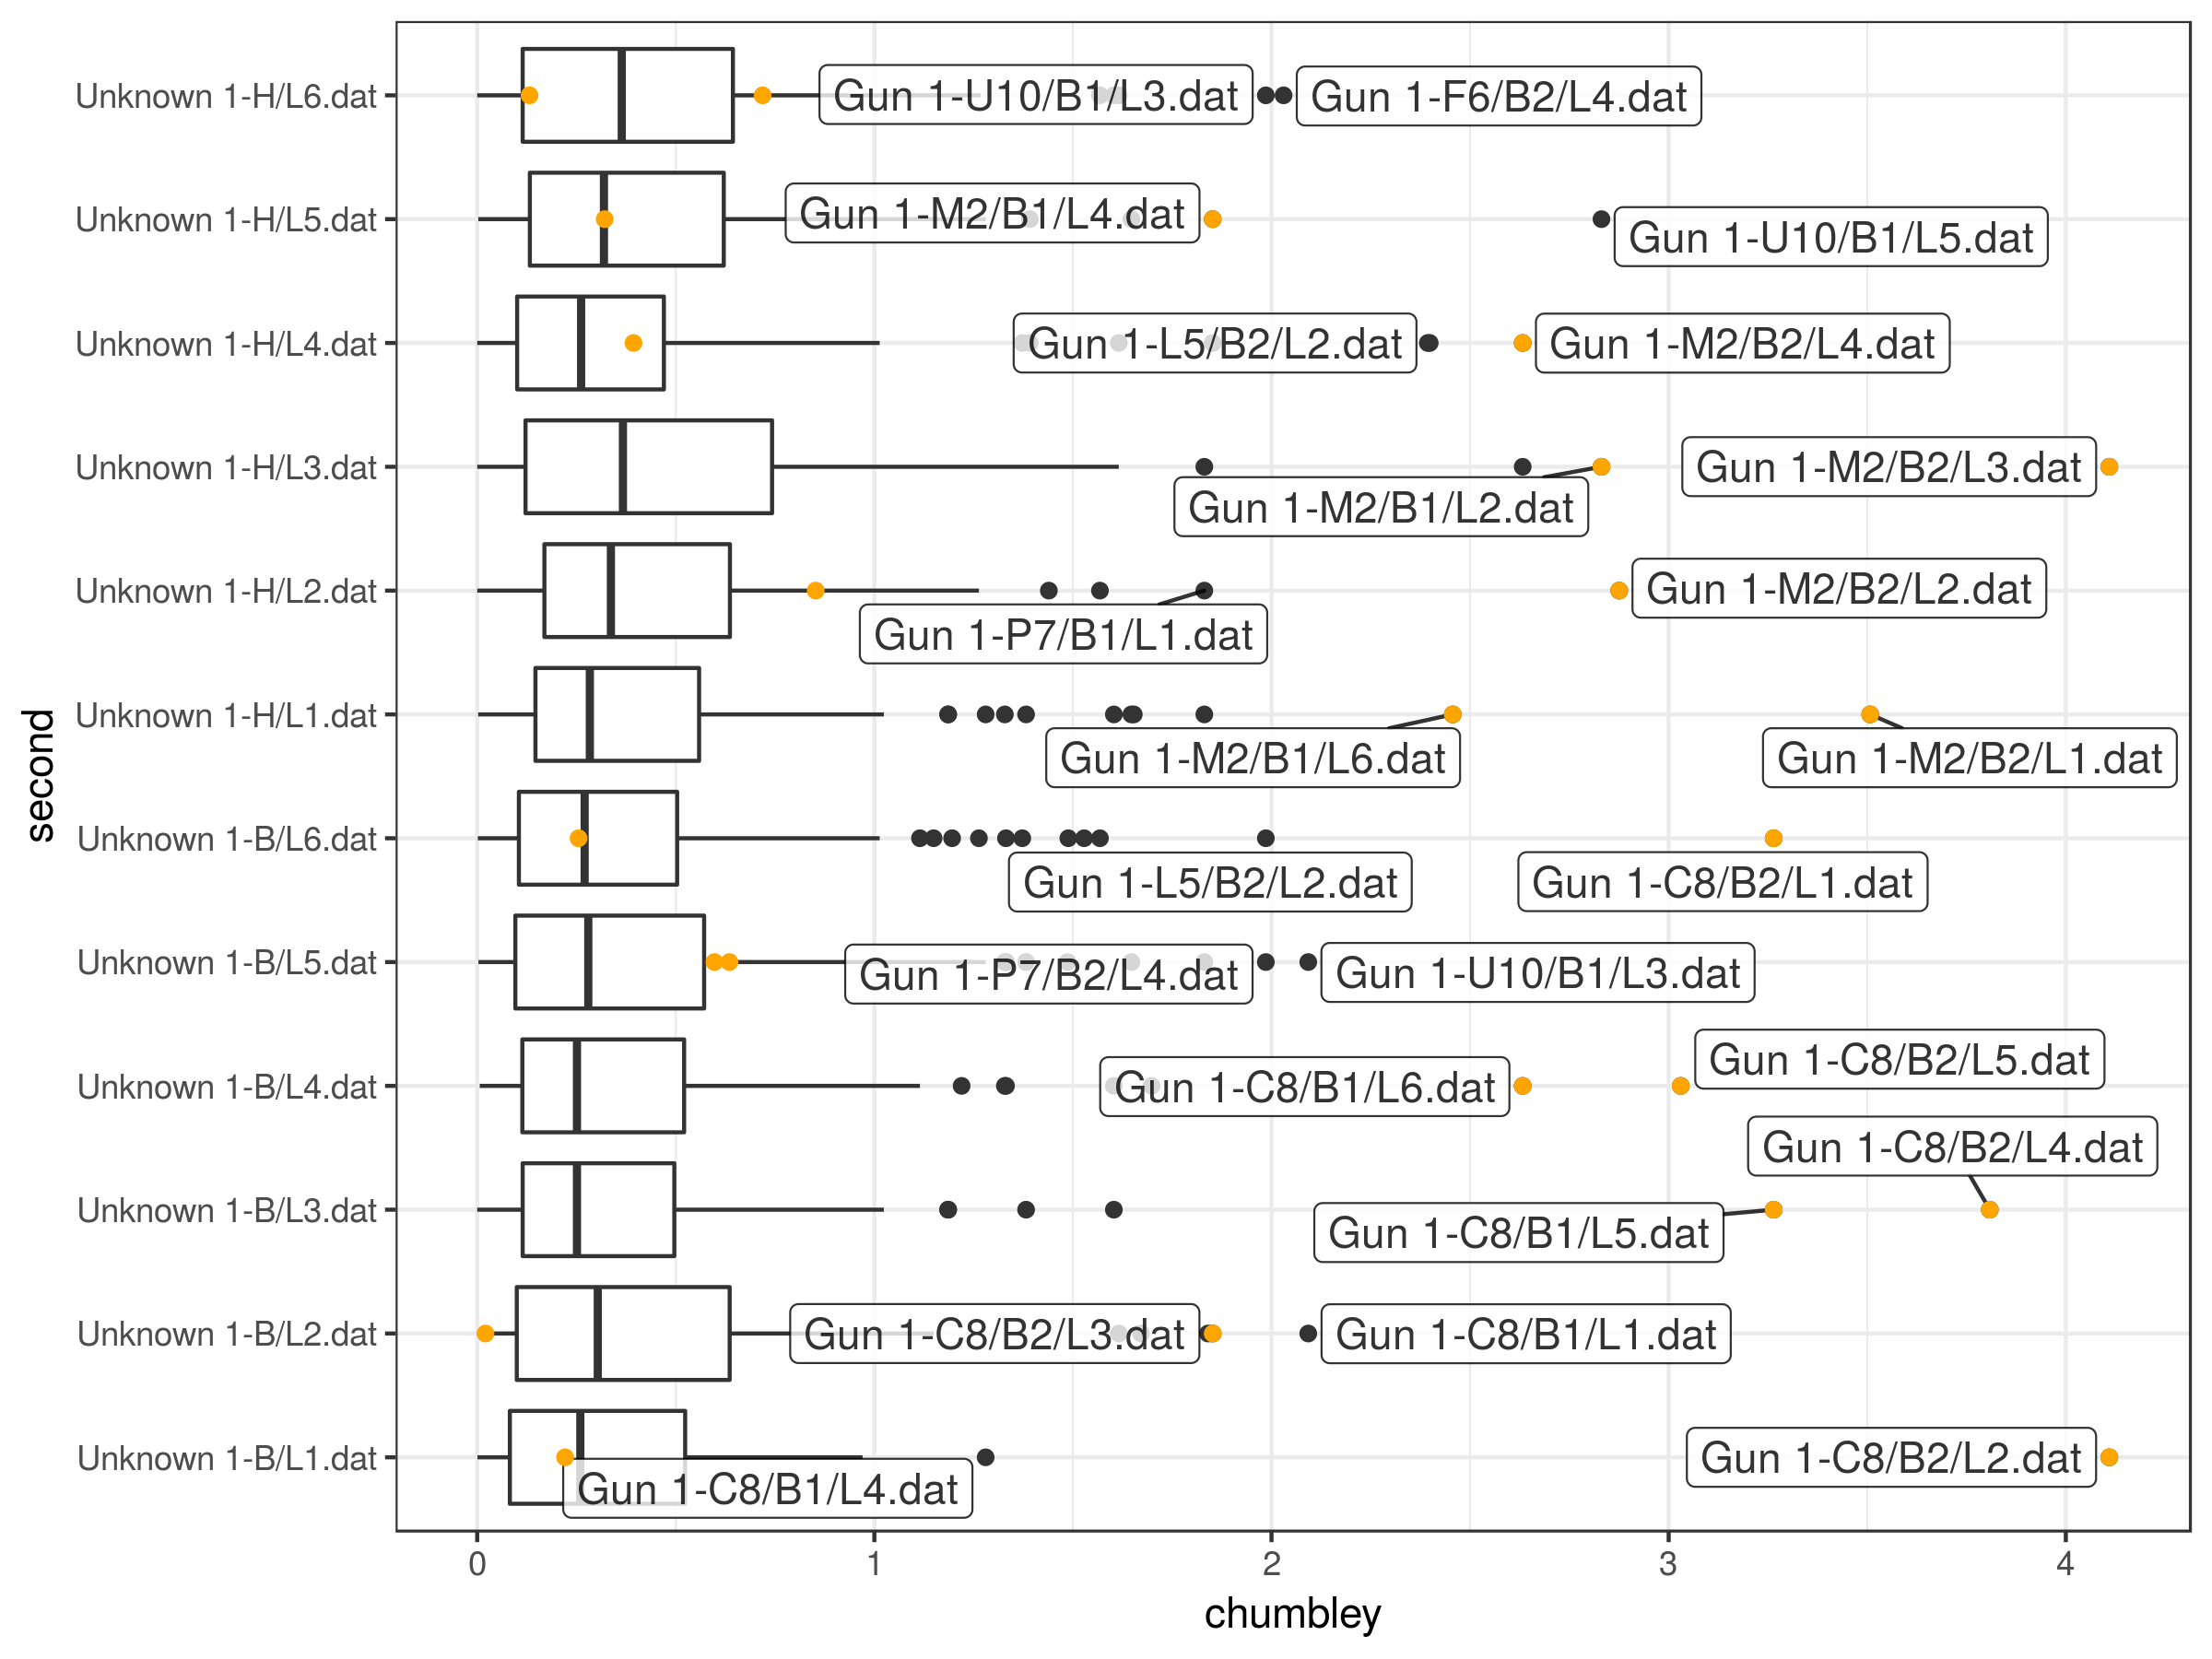 Unknown 1-H/L6.dat
Gun 1-U10/B1/L3.dat
Gun 1-F6/B2/L4.dat
Unknown 1-H/L5.dat
Gun 1-M2/B1/L4.dat
Gun 1-U10/B1/L5.dat
Unknown 1-H/L4.dat
Gun 1-L5/B2/L2.dat
Gun 1-M2/B2/L4.dat
Unknown 1-H/L3.dat
Gun 1-M2/B1/L2.dat
Gun 1-M2/B2/L3.dat
Unknown 1-H/L2.dat
Gun 1-P7/B1/L1.dat
Gun 1-M2/B2/L2.dat
Unknown 1-H/L1.dat
Gun 1-M2/B1/L6.dat
Gun 1-M2/B2/L1.dat
second
Unknown 1-B/L6.dat
Gun 1-L5/B2/L2.dat
Gun 1-C8/B2/L1.dat
Unknown 1-B/L5.dat
Gun 1-P7/B2/L4.dat
Gun 1-U10/B1/L3.dat
Unknown 1-B/L4.dat
Gun 1-C8/B1/L6.dat
Gun 1-C8/B2/L5.dat
Unknown 1-B/L3.dat
Gun 1-C8/B1/L5.dat
Gun 1-C8/B2/L4.dat
Unknown 1-B/L2.dat
Gun 1-C8/B2/L3.dat
Gun 1-C8/B1/L1.dat
Unknown 1-B/L1.dat
Gun 1-C8/B1/L4.dat
Gun 1-C8/B2/L2.dat
0 1 2 3 4
chumbley